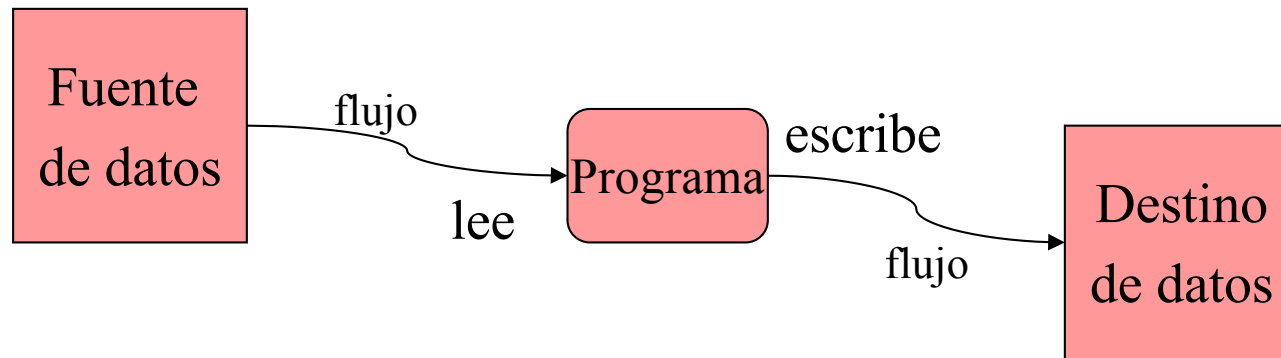 Fuente
de datos
flujo
lee
Programa
escribe
flujo
Destino
de datos